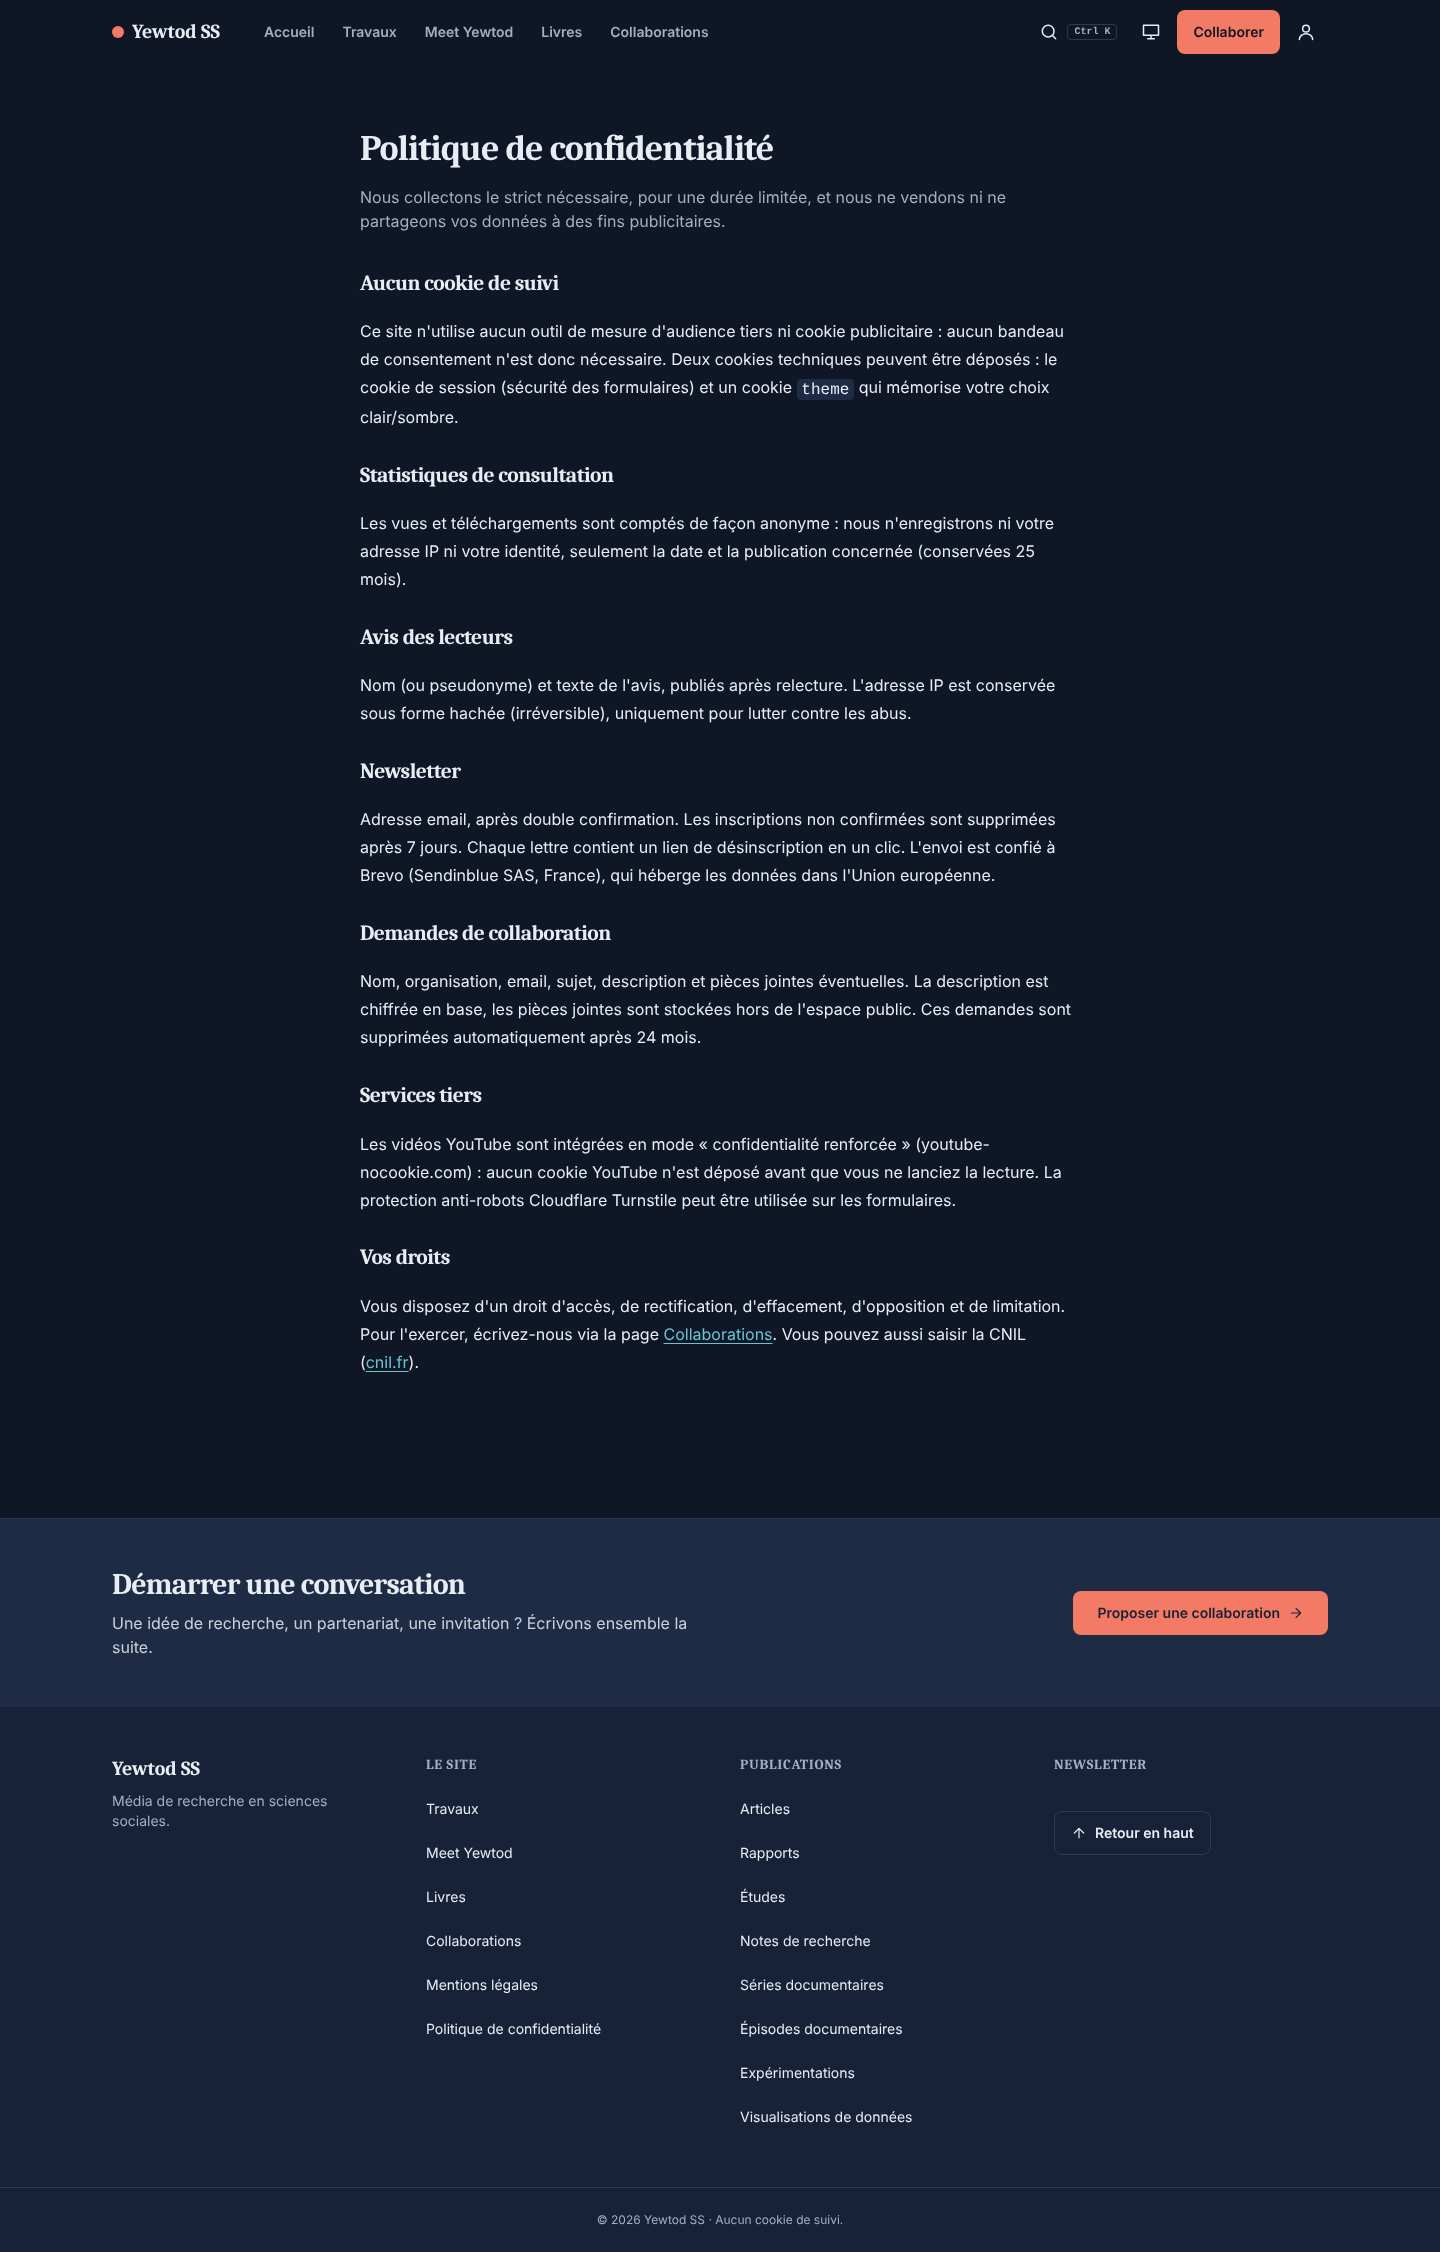 Yewtod SS
Accueil
Travaux
Meet Yewtod
Livres
Collaborations
Ctrl K
Collaborer
Politique de confidentialité
Nous collectons le strict nécessaire, pour une durée limitée, et nous ne vendons ni ne
partageons vos données à des fins publicitaires.
Aucun cookie de suivi
Ce site n'utilise aucun outil de mesure d'audience tiers ni cookie publicitaire : aucun bandeau
de consentement n'est donc nécessaire. Deux cookies techniques peuvent être déposés : le
cookie de session (sécurité des formulaires) et un cookie theme qui mémorise votre choix
clair/sombre.
Statistiques de consultation
Les vues et téléchargements sont comptés de façon anonyme : nous n'enregistrons ni votre
adresse IP ni votre identité, seulement la date et la publication concernée (conservées 25
mois).
Avis des lecteurs
Nom (ou pseudonyme) et texte de l'avis, publiés après relecture. L'adresse IP est conservée
sous forme hachée (irréversible), uniquement pour lutter contre les abus.
Newsletter
Adresse email, après double confirmation. Les inscriptions non confirmées sont supprimées
après 7 jours. Chaque lettre contient un lien de désinscription en un clic. L'envoi est confié à
Brevo (Sendinblue SAS, France), qui héberge les données dans l'Union européenne.
Demandes de collaboration
Nom, organisation, email, sujet, description et pièces jointes éventuelles. La description est
chiffrée en base, les pièces jointes sont stockées hors de l'espace public. Ces demandes sont
supprimées automatiquement après 24 mois.
Services tiers
Les vidéos YouTube sont intégrées en mode « confidentialité renforcée » (youtube-
nocookie.com) : aucun cookie YouTube n'est déposé avant que vous ne lanciez la lecture. La
protection anti-robots Cloudflare Turnstile peut être utilisée sur les formulaires.
Vos droits
Vous disposez d'un droit d'accès, de rectification, d'effacement, d'opposition et de limitation.
Pour l'exercer, écrivez-nous via la page Collaborations. Vous pouvez aussi saisir la CNIL
(cnil.fr).
Démarrer une conversation
Une idée de recherche, un partenariat, une invitation ? Écrivons ensemble la
suite.
Proposer une collaboration
Yewtod SS
Média de recherche en sciences
sociales.
LE SITE
Travaux
Meet Yewtod
Livres
Collaborations
Mentions légales
Politique de confidentialité
PUBLICATIONS
Articles
Rapports
Études
Notes de recherche
Séries documentaires
Épisodes documentaires
Expérimentations
Visualisations de données
NEWSLETTER
Retour en haut
© 2026 Yewtod SS · Aucun cookie de suivi.